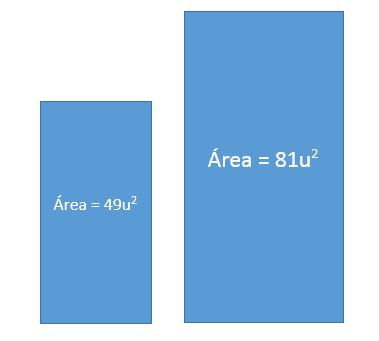 Área = 49u²
Área = 81u²